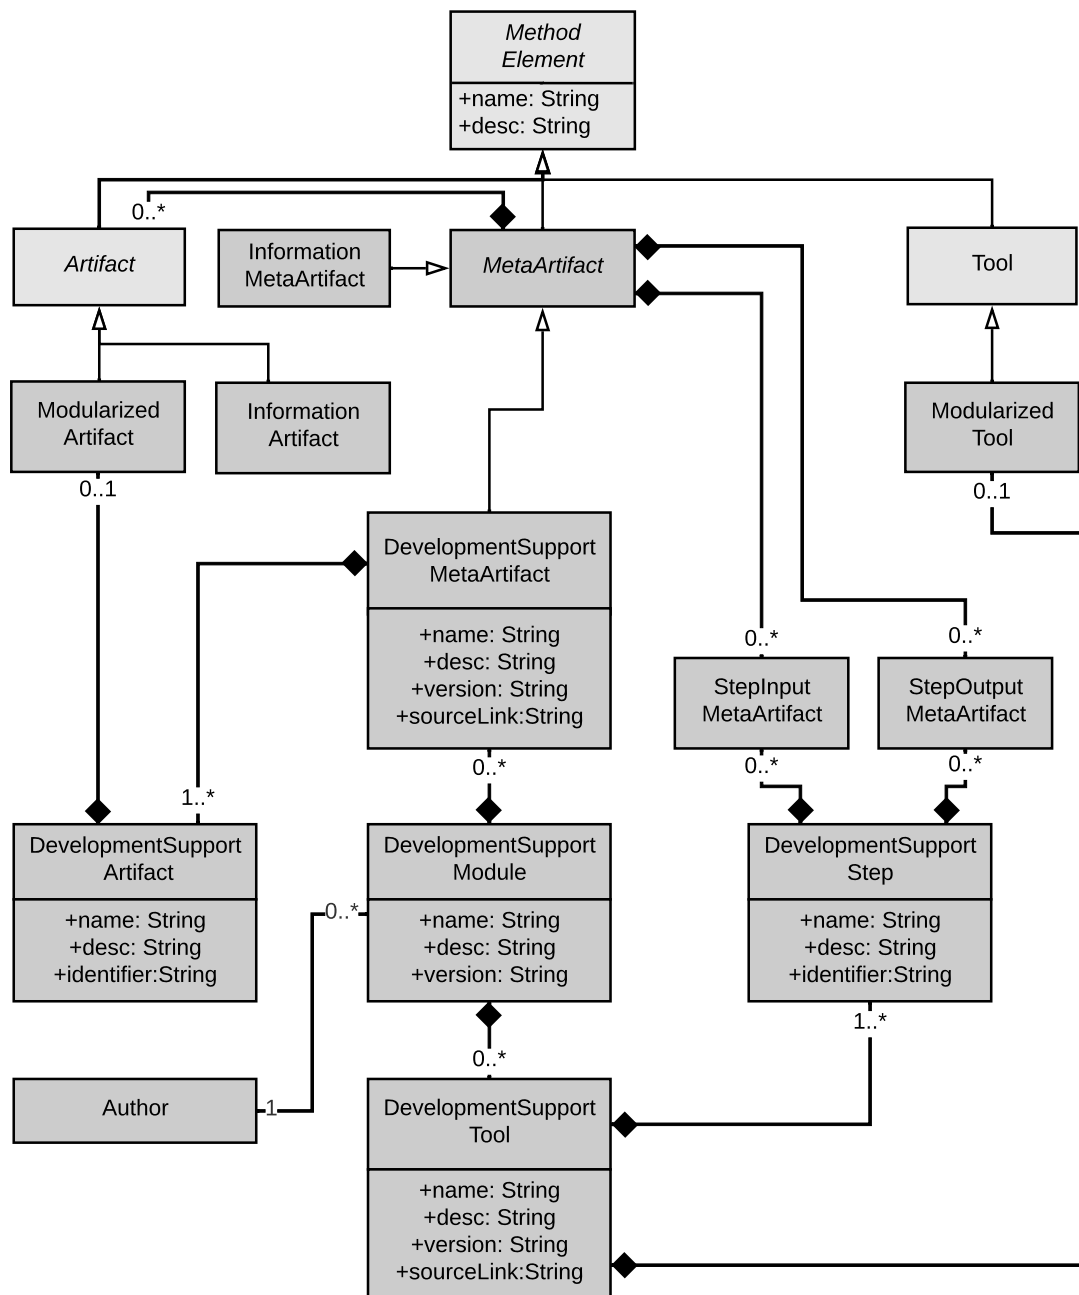 Method
Element
+name: String
+desc: String
0..*
Artifact
Information
MetaArtifact
MetaArtifact
Tool
Modularized
Artifact
Information
Artifact
Modularized
Tool
0..1
0..1
DevelopmentSupport
MetaArtifact
+name: String
+desc: String
+version: String
+sourceLink:String
0..*
0..*
StepInput
MetaArtifact
StepOutput
MetaArtifact
0..*
0..*
0..*
1..*
DevelopmentSupport
Artifact
+name: String
+desc: String
+identifier:String
DevelopmentSupport
Module
+name: String
+desc: String
+version: String
DevelopmentSupport
Step
+name: String
+desc: String
+identifier:String
0..*
1..*
0..*
Author
1
DevelopmentSupport
Tool
+name: String
+desc: String
+version: String
+sourceLink:String